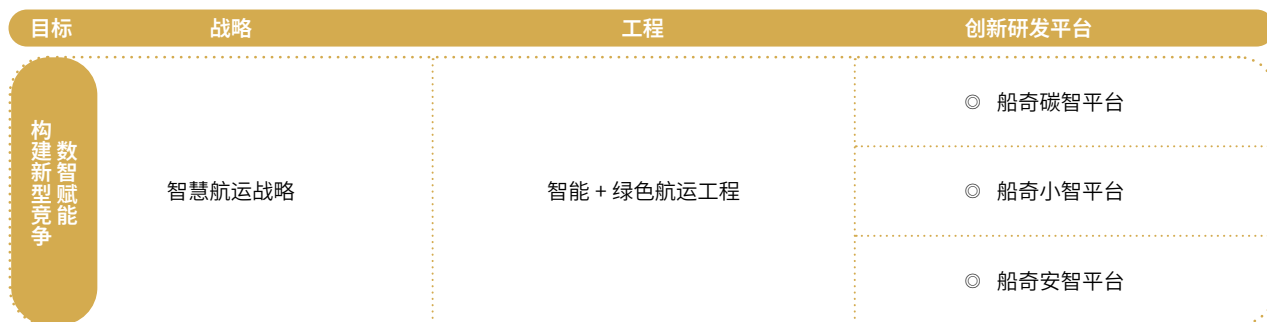 目标 战略 工程 创新研发平台
数智赋能
构建新型竞争
智慧航运战略
智能 + 绿色航运工程
◎ 船奇碳智平台
◎ 船奇小智平台
◎ 船奇安智平台